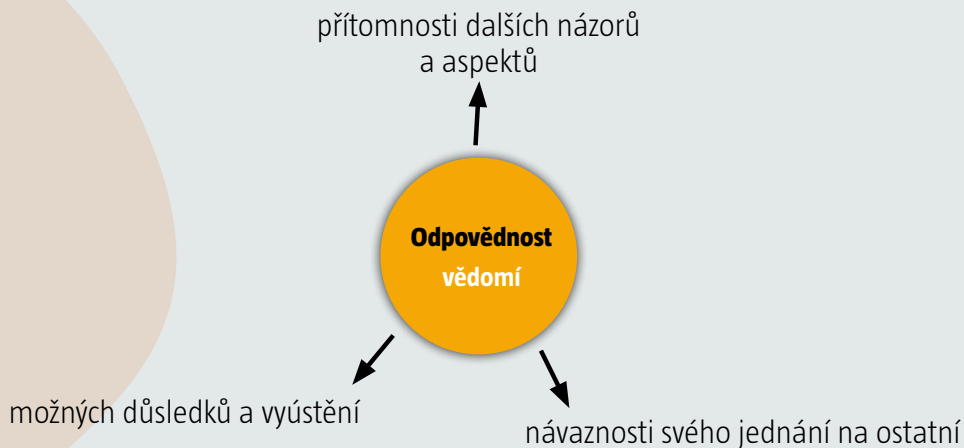 přítomnosti dalších názorů
a aspektů
Odpovědnost
vědomí
možných důsledků a vyústění
návaznosti svého jednání na ostatní